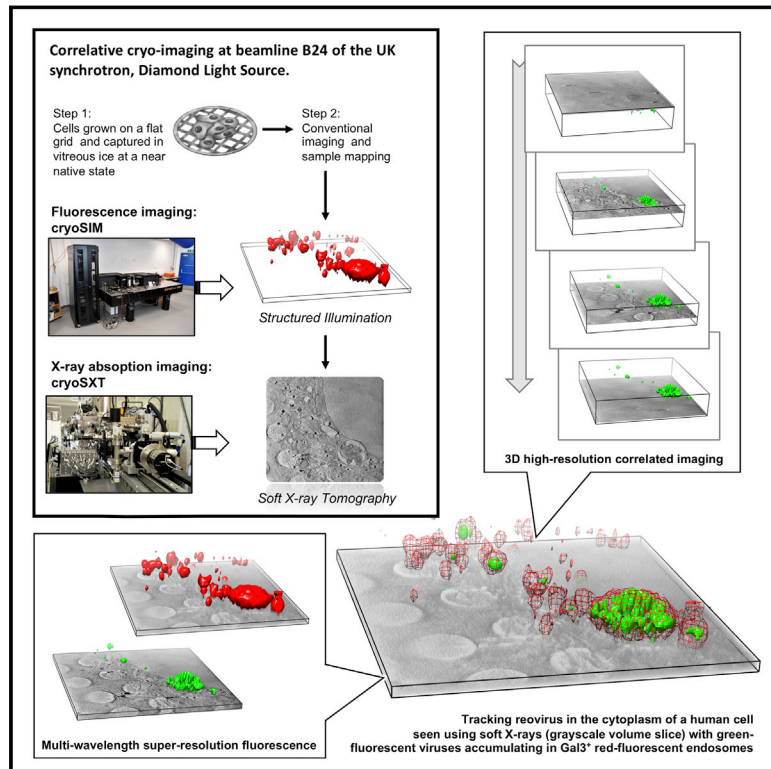 Correlative cryo-imaging at beamline B24 of the UK
synchrotron, Diamond Light Source.
Step 1:
Cells grown on a flat
grid and captured in
vitreous ice at a near
native state
Step 2:
Conventional
imaging and
sample mapping
Fluorescence imaging:
cryoSIM
Structured Illumination
X-ray absoption imaging:
cryoSXT
Soft X-ray Tomography
3D high-resolution correlated imaging
Multi-wavelength super-resolution fluorescence
Tracking reovirus in the cytoplasm of a human cell
seen using soft X-rays (grayscale volume slice) with green-
fluorescent viruses accumulating in Gal3⁺ red-fluorescent endosomes